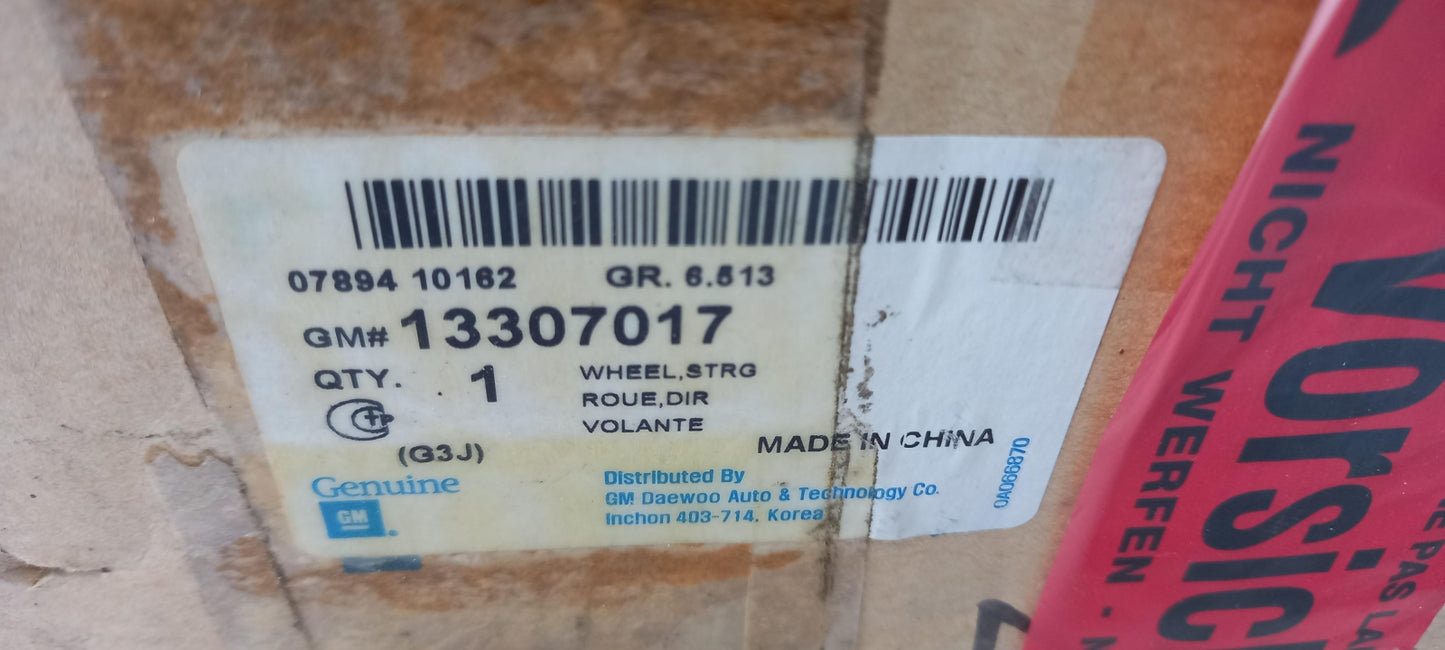 07894 10162 GR. 6.513
GM# 13307017
QTY. 1
WHEEL,STRG
ROUE,DIR
VOLANTE
(G3J)
MADE IN CHINA
Genuine
GM
Distributed By
GM Daewoo Auto & Technology Co.
Inchon 403-714. Korea
0A066870
NICHT WERFEN -